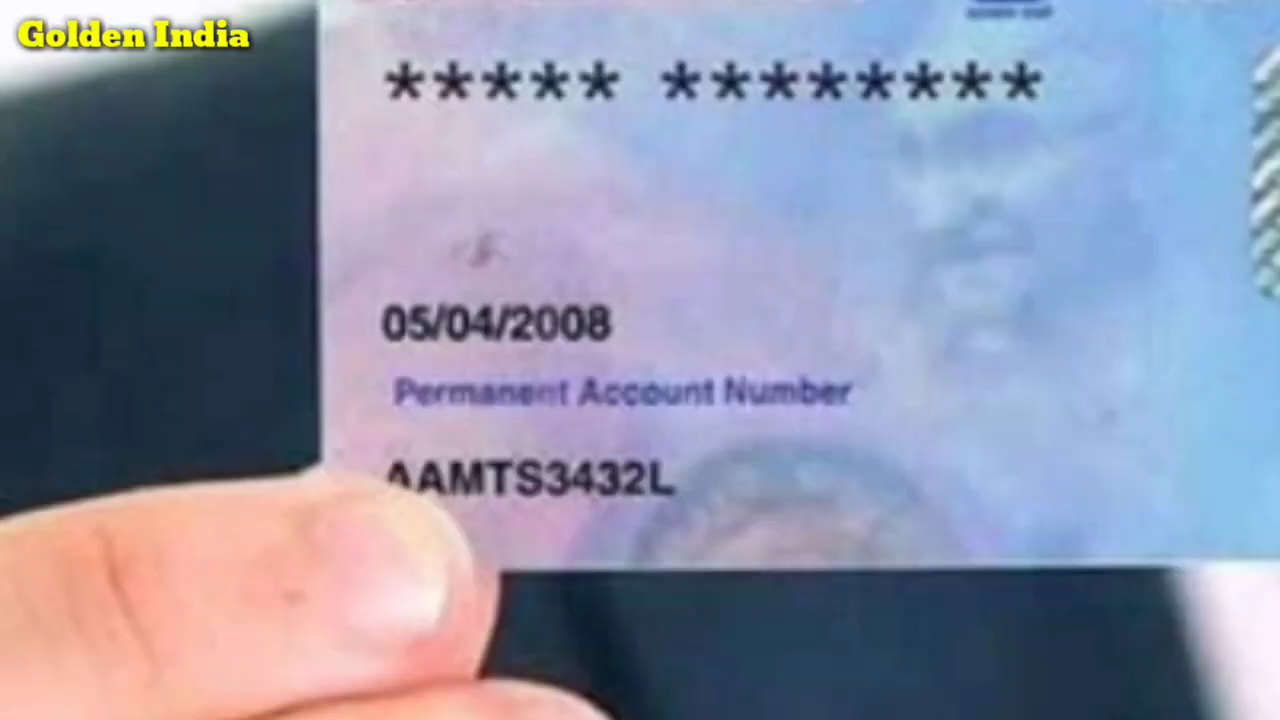 Golden India
***** ********
05/04/2008
Permanent Account Number
AAMTS3432L